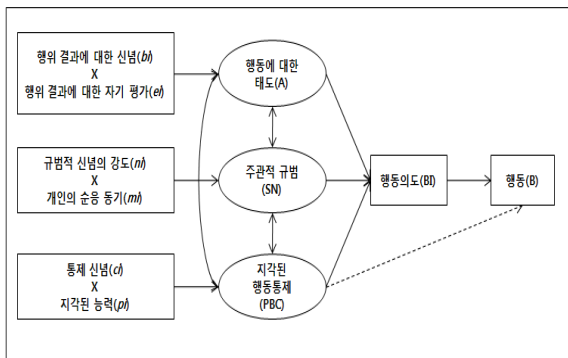 행위 결과에 대한 신념(bi)
X
행위 결과에 대한 자기 평가(ei)
행동에 대한
태도(A)
규범적 신념의 강도(ni)
X
개인의 순응 동기(mi)
주관적 규범
(SN)
행동의도(BI)
행동(B)
통제 신념(ci)
X
지각된 능력(pi)
지각된
행동통제
(PBC)